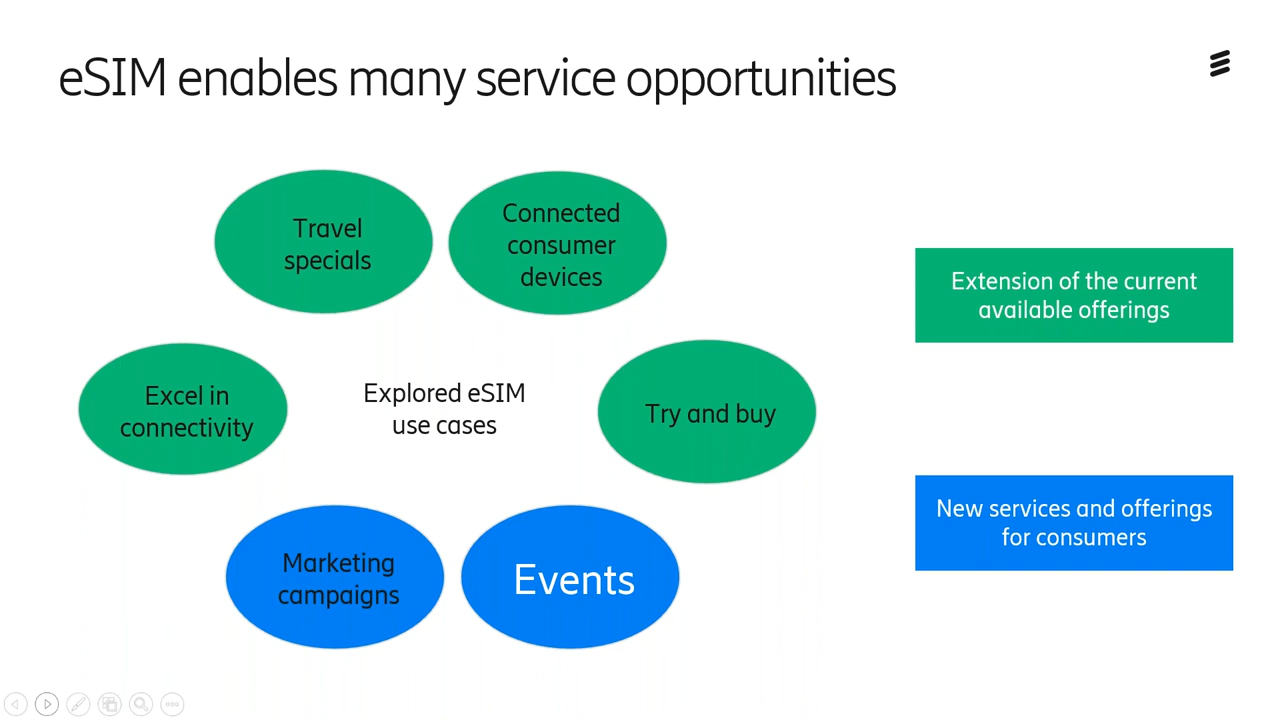 eSIM enables many service opportunities
Travel
specials
Connected
consumer
devices
Extension of the current
available offerings
Excel in
connectivity
Explored eSIM
use cases
Try and buy
New services and offerings
for consumers
Marketing
campaigns
Events